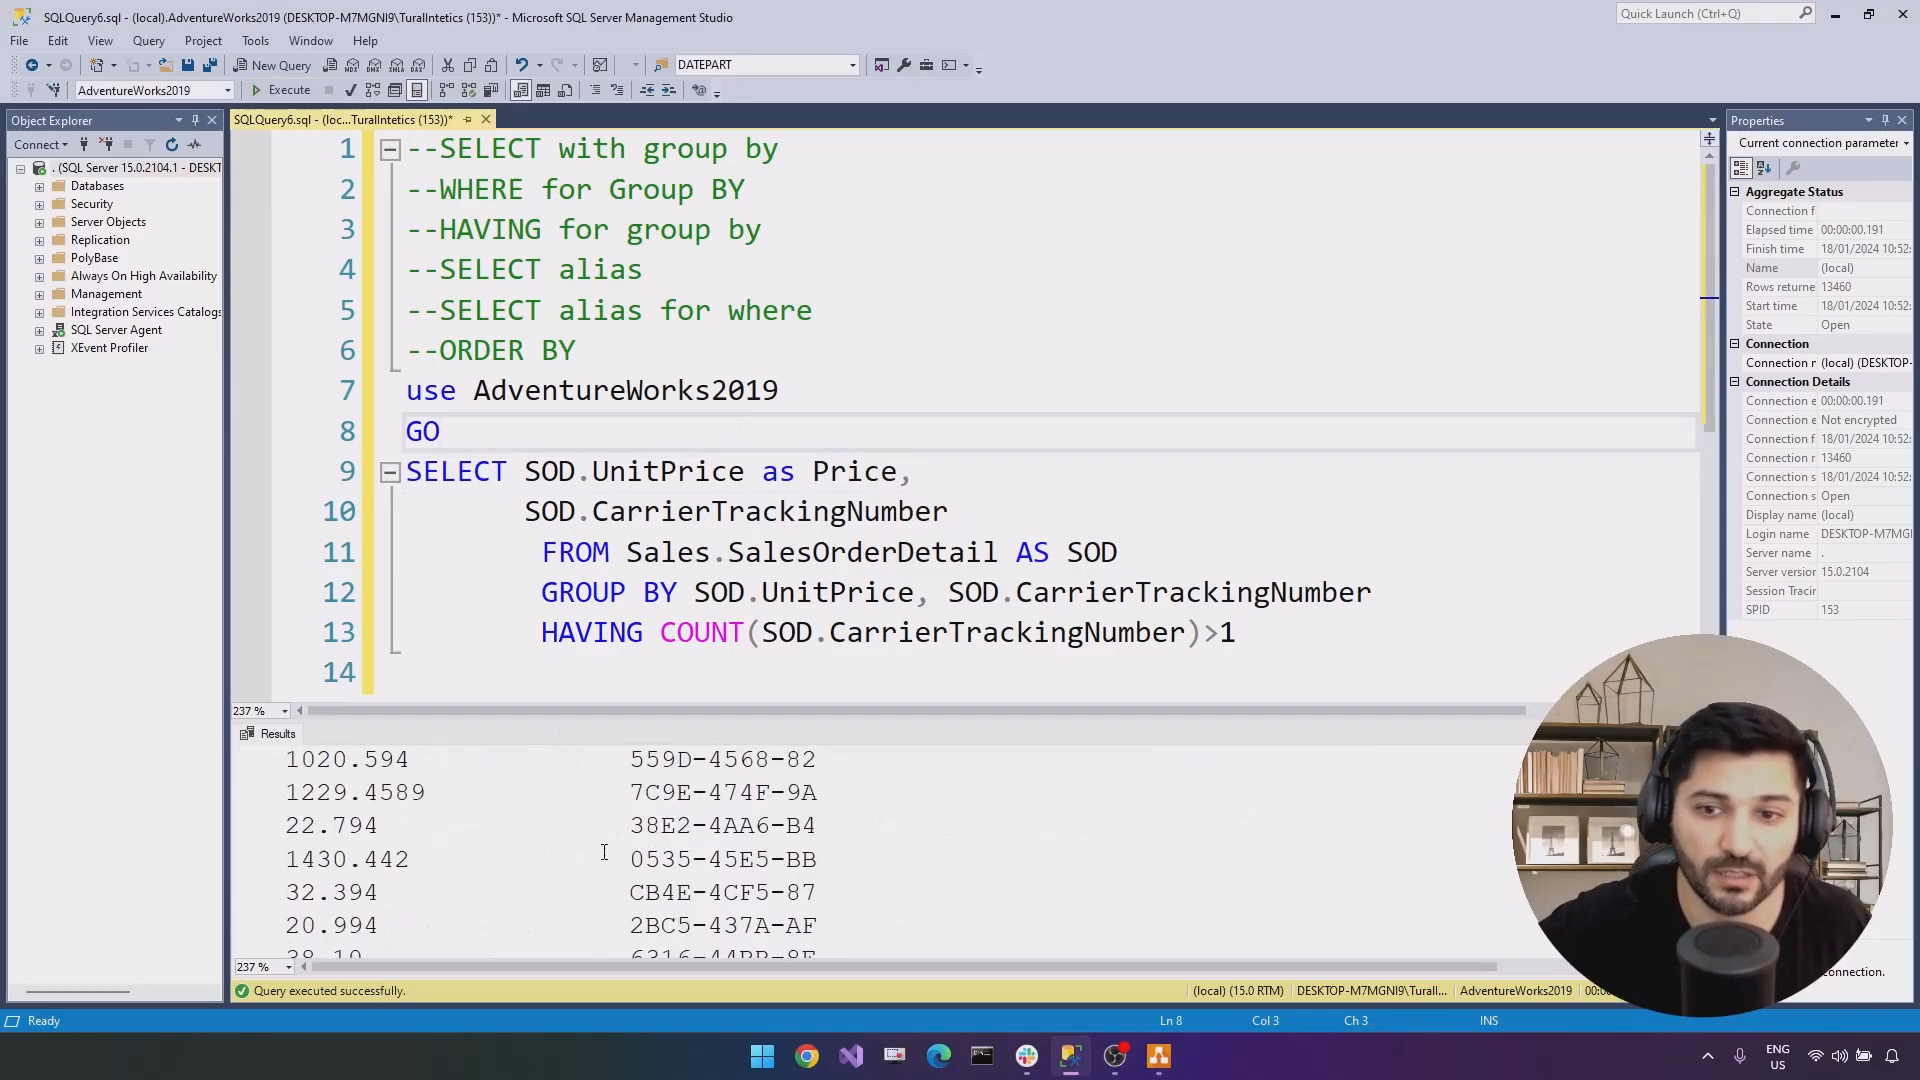 SQLQuery6.sql - (local).AdventureWorks2019 (DESKTOP-M7MGNI9\TuralIntetics (153))* - Microsoft SQL Server Management Studio
Quick Launch (Ctrl+Q)
File Edit View Query Project Tools Window Help
New Query
MDX DMX XMLA DAX
DATEPART
AdventureWorks2019
Execute
Object Explorer
Connect
. (SQL Server 15.0.2104.1 - DESKT
Databases
Security
Server Objects
Replication
PolyBase
Always On High Availability
Management
Integration Services Catalogs
SQL Server Agent
XEvent Profiler
SQLQuery6.sql - (loc...TuralIntetics (153))*
1 --SELECT with group by
2 --WHERE for Group BY
3 --HAVING for group by
4 --SELECT alias
5 --SELECT alias for where
6 --ORDER BY
7 use AdventureWorks2019
8 GO
9 SELECT SOD.UnitPrice as Price,
10 SOD.CarrierTrackingNumber
11 FROM Sales.SalesOrderDetail AS SOD
12 GROUP BY SOD.UnitPrice, SOD.CarrierTrackingNumber
13 HAVING COUNT(SOD.CarrierTrackingNumber)>1
14
237 %
Results
1020.594 559D-4568-82
1229.4589 7C9E-474F-9A
22.794 38E2-4AA6-B4
1430.442 0535-45E5-BB
32.394 CB4E-4CF5-87
20.994 2BC5-437A-AF
237 %
Query executed successfully.
(local) (15.0 RTM) DESKTOP-M7MGNI9\Turall... AdventureWorks2019
Properties
Current connection parameter
Aggregate Status
Connection f
Elapsed time 00:00:00.191
Finish time 18/01/2024 10:52:
Name (local)
Rows returne 13460
Start time 18/01/2024 10:52:
State Open
Connection
Connection r (local) (DESKTOP-
Connection Details
Connection e 00:00:00.191
Connection e Not encrypted
Connection f 18/01/2024 10:52:
Connection r 13460
Connection s 18/01/2024 10:52:
Connection s Open
Display name (local)
Login name DESKTOP-M7MGI
Server name .
Server version 15.0.2104
Session Tracin
SPID 153
connection.
Ready
Ln 8 Col 3 Ch 3 INS
ENG
US